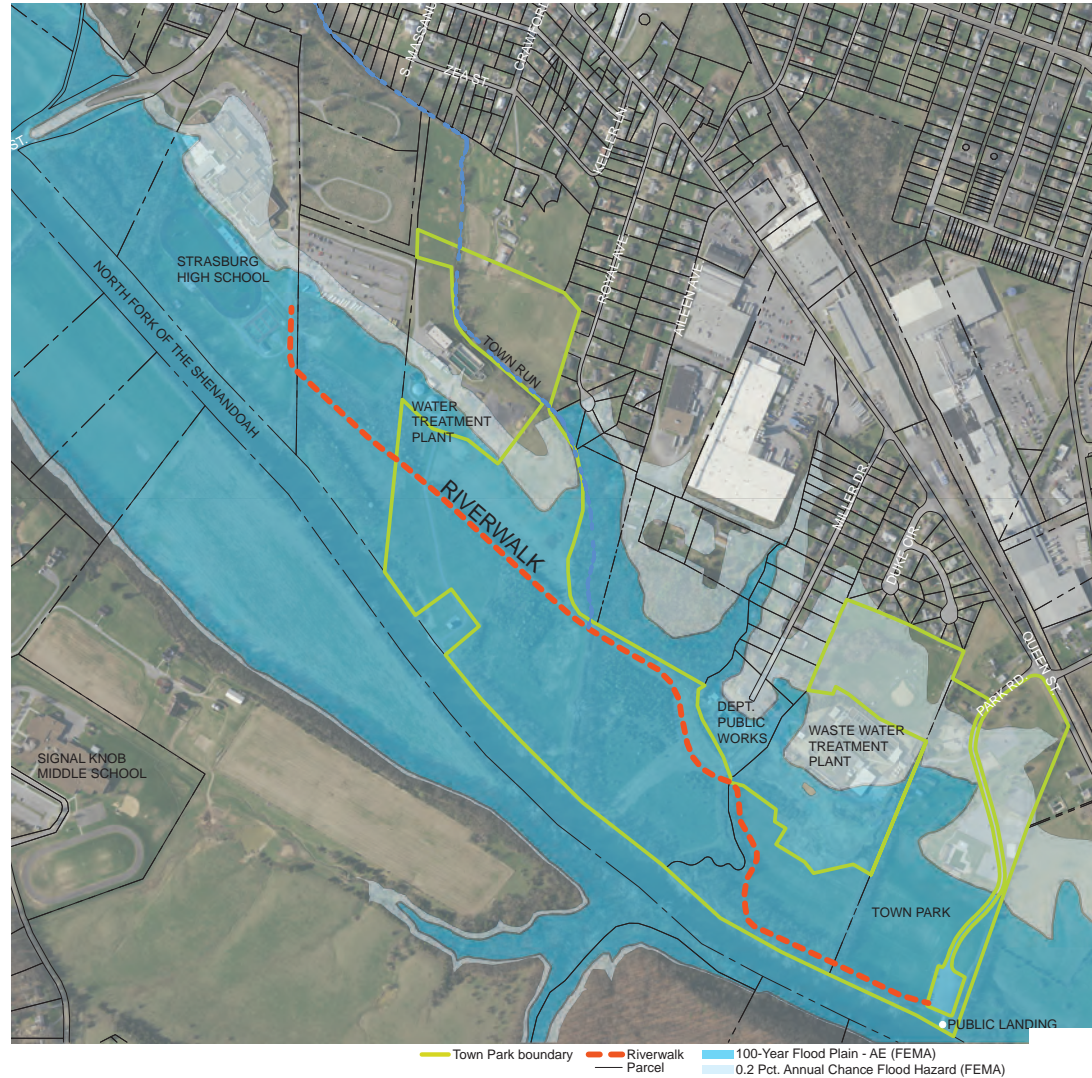 S. MASSANU
CRAWFORD
ZEA ST.
KELLER LN
ST.
STRASBURG
HIGH SCHOOL
NORTH FORK OF THE SHENANDOAH
ROYAL AVE
AILEEN AVE
TOWN RUN
WATER
TREATMENT
PLANT
RIVERWALK
MILLER DR
DUKE CIR
QUEEN ST.
PARK RD
DEPT.
PUBLIC
WORKS
WASTE WATER
TREATMENT
PLANT
SIGNAL KNOB
MIDDLE SCHOOL
TOWN PARK
PUBLIC LANDING
Town Park boundary
Riverwalk
Parcel
100-Year Flood Plain - AE (FEMA)
0.2 Pct. Annual Chance Flood Hazard (FEMA)